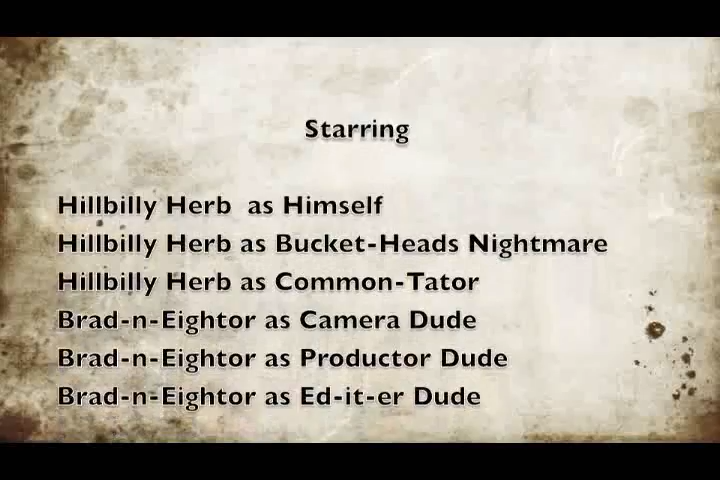 Starring
Hillbilly Herb as Himself
Hillbilly Herb as Bucket-Heads Nightmare
Hillbilly Herb as Common-Tator
Brad-n-Eightor as Camera Dude
Brad-n-Eightor as Productor Dude
Brad-n-Eightor as Ed-it-er Dude